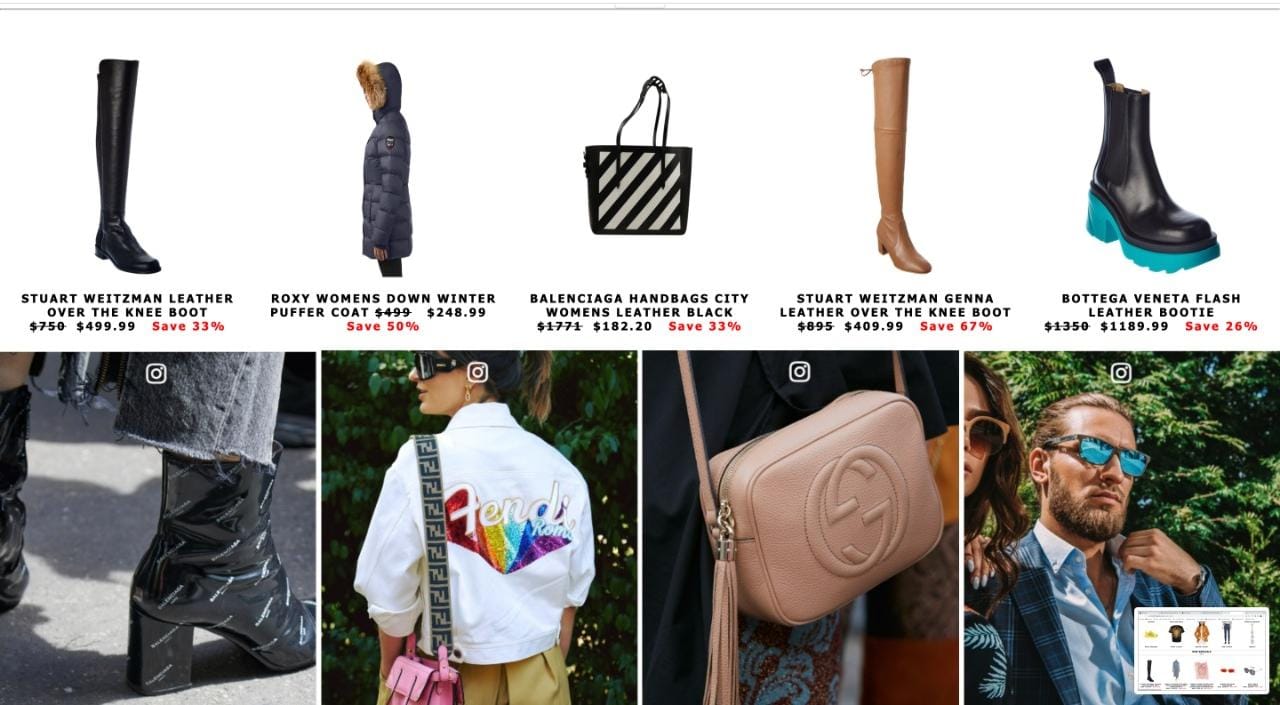 STUART WEITZMAN LEATHER
OVER THE KNEE BOOT
$750 $499.99 Save 33%
ROXY WOMENS DOWN WINTER
PUFFER COAT $499 $248.99
Save 50%
BALENCIAGA HANDBAGS CITY
WOMENS LEATHER BLACK
$1771 $182.20 Save 33%
STUART WEITZMAN GENNA
LEATHER OVER THE KNEE BOOT
$895 $409.99 Save 67%
BOTTEGA VENETA FLASH
LEATHER BOOTIE
$1350 $1189.99 Save 26%
BALENCIAGA
Fendi
Roma